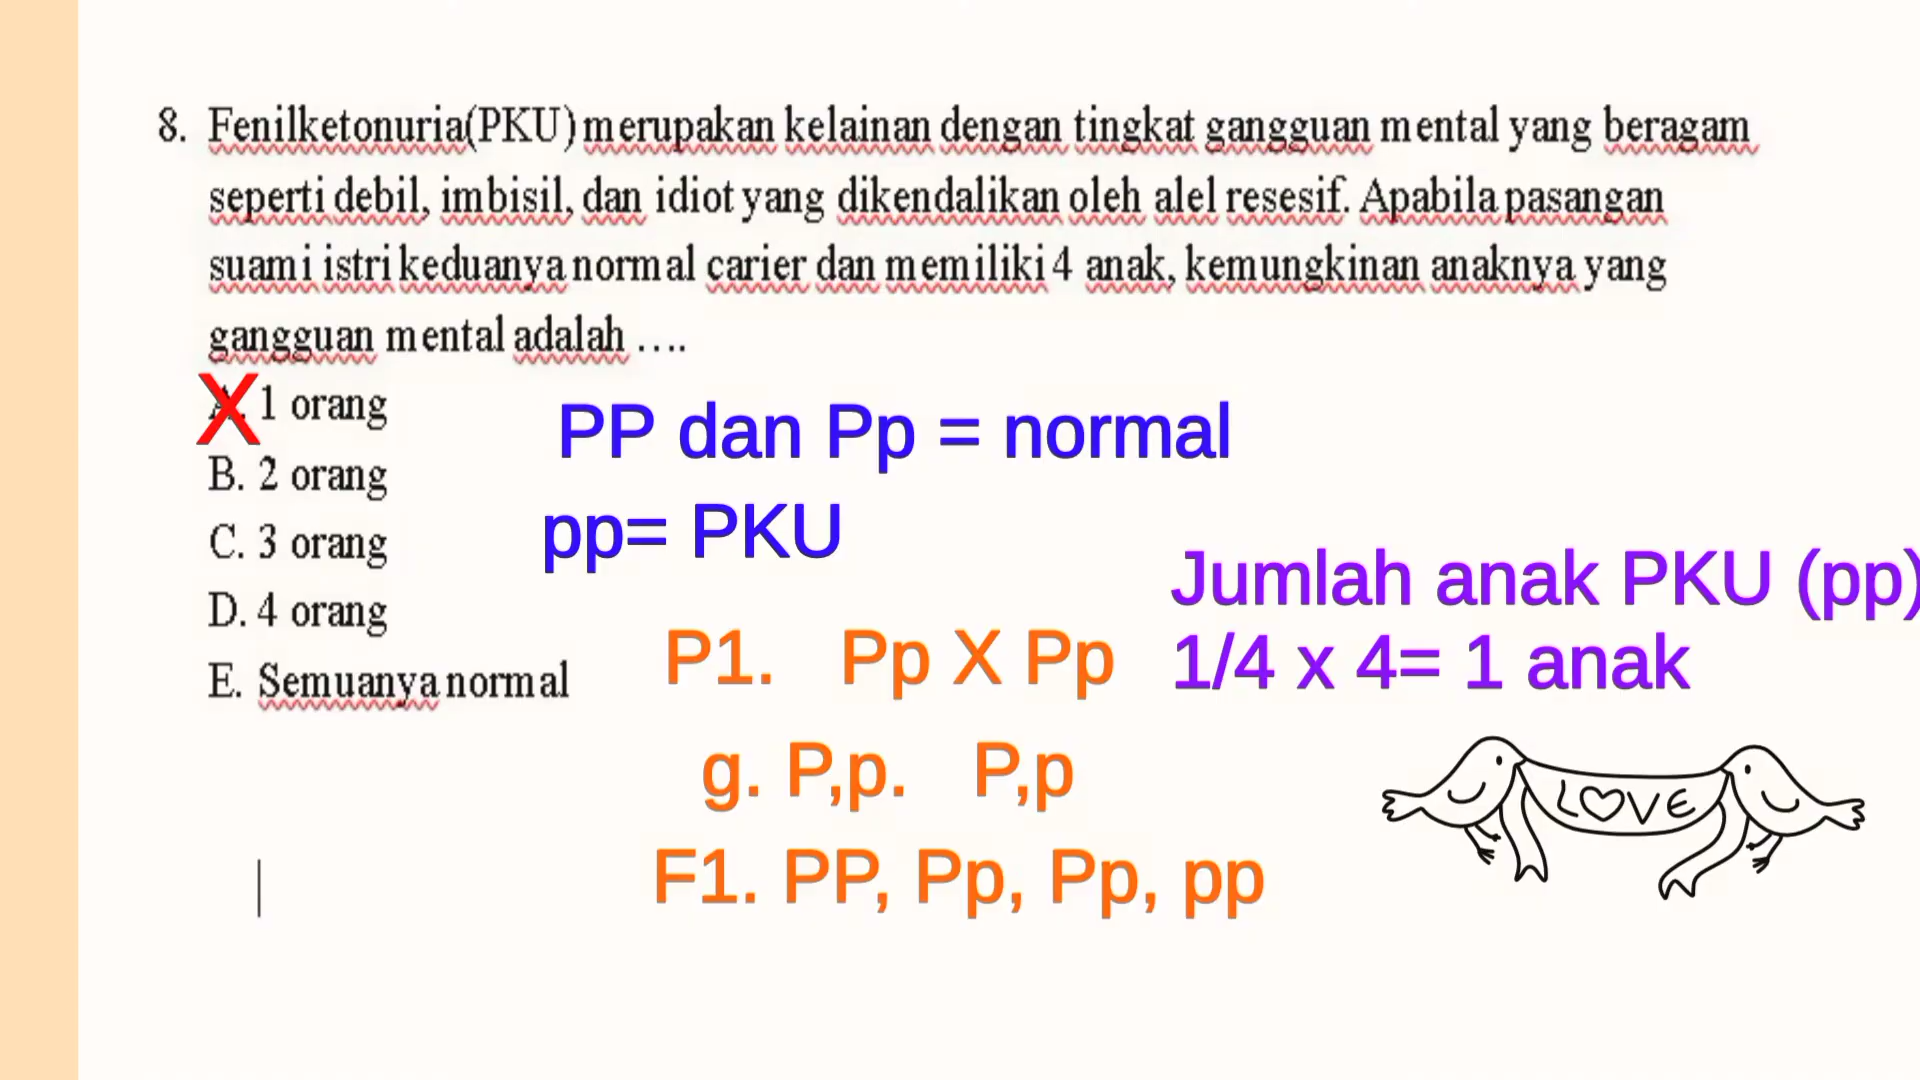 8. Fenilketonuria(PKU) merupakan kelainan dengan tingkat gangguan mental yang beragam
seperti debil, imbisil, dan idiot yang dikendalikan oleh alel resesif. Apabila pasangan
suami istri keduanya normal carier dan memiliki 4 anak, kemungkinan anaknya yang
gangguan mental adalah ....
X A. 1 orang
B. 2 orang
C. 3 orang
D. 4 orang
E. Semuanya normal
PP dan Pp = normal
pp= PKU
P1. Pp X Pp
g. P,p. P,p
F1. PP, Pp, Pp, pp
Jumlah anak PKU (pp)
1/4 x 4= 1 anak
LOVE